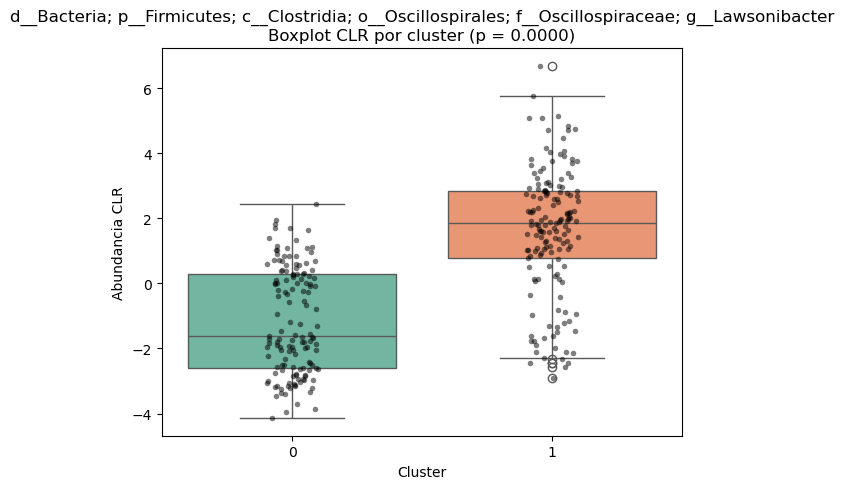 d__Bacteria; p__Firmicutes; c__Clostridia; o__Oscillospirales; f__Oscillospiraceae; g__Lawsonibacter
Boxplot CLR por cluster (p = 0.0000)
Abundancia CLR
6
4
2
0
−2
−4
0
1
Cluster